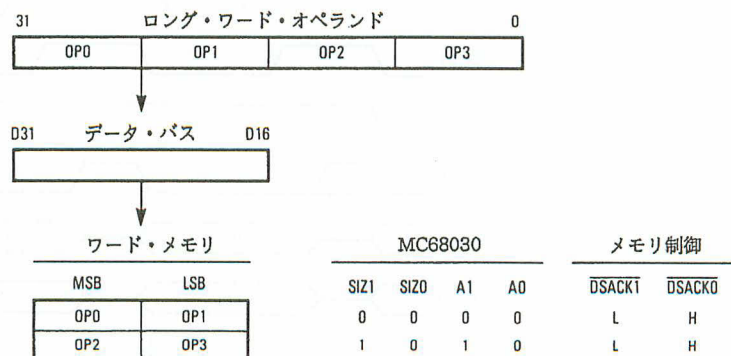 31 ロング・ワード・オペランド 0
OP0 OP1 OP2 OP3
D31 データ・バス D16
ワード・メモリ MC68030 メモリ制御
MSB LSB SIZ1 SIZ0 A1 A0 DSACK1 DSACK0
OP0 OP1 0 0 0 0 L H
OP2 OP3 1 0 1 0 L H